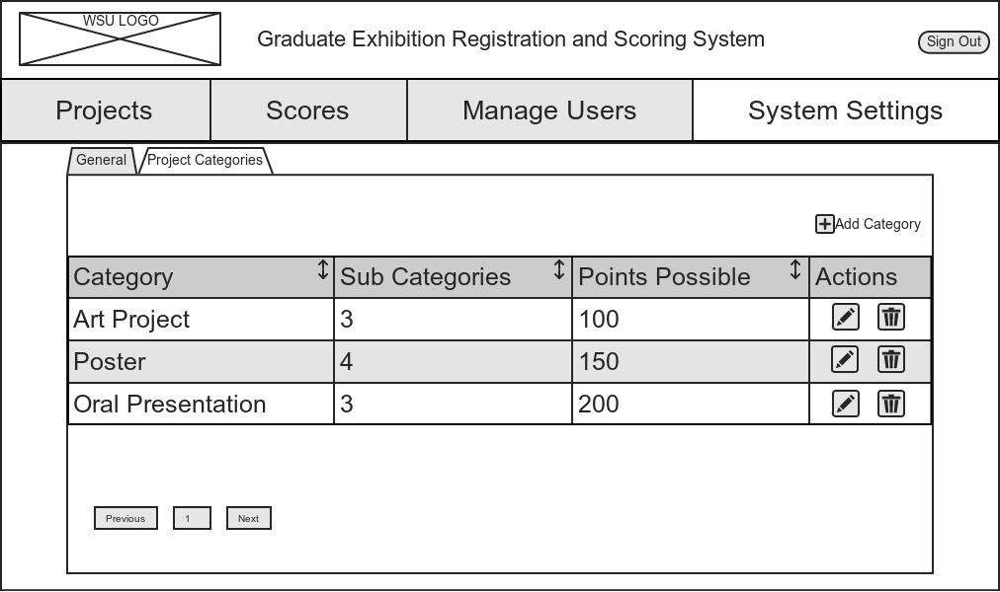 WSU LOGO
Graduate Exhibition Registration and Scoring System
Sign Out
Projects Scores Manage Users System Settings
General Project Categories
Add Category
Category Sub Categories Points Possible Actions
Art Project 3 100
Poster 4 150
Oral Presentation 3 200
Previous 1 Next